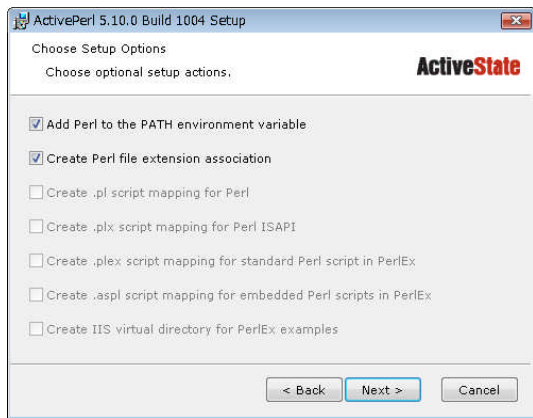 ActivePerl 5.10.0 Build 1004 Setup
Choose Setup Options
Choose optional setup actions.
ActiveState
Add Perl to the PATH environment variable
Create Perl file extension association
Create .pl script mapping for Perl
Create .plx script mapping for Perl ISAPI
Create .plex script mapping for standard Perl script in PerlEx
Create .aspl script mapping for embedded Perl scripts in PerlEx
Create IIS virtual directory for PerlEx examples
< Back
Next >
Cancel